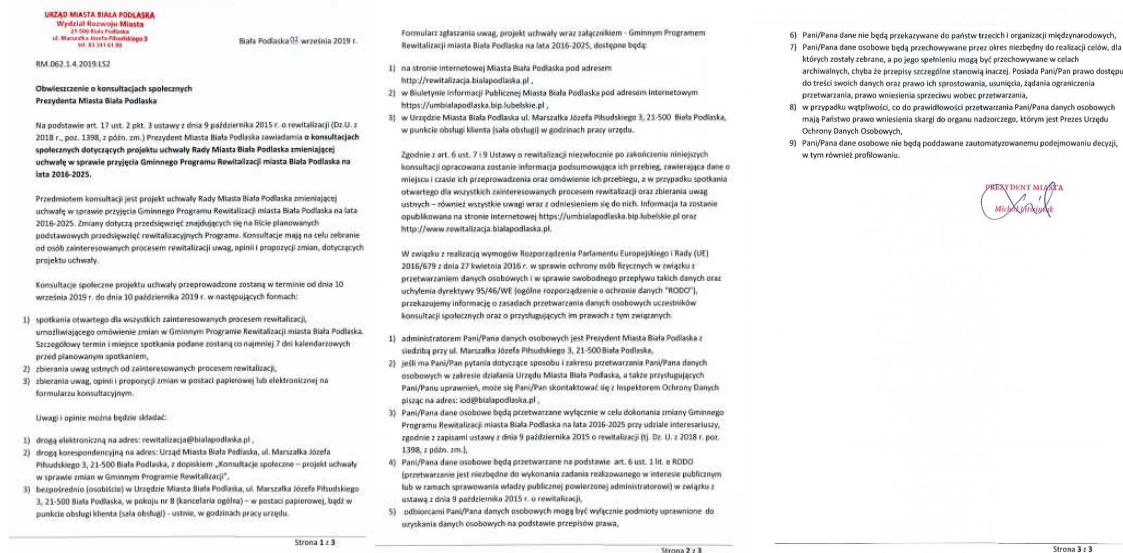 URZĄD MIASTA BIAŁA PODLASKA
Wydział Rozwoju Miasta
21-500 Biała Podlaska
ul. Marszałka Józefa Piłsudskiego 3
tel. 83 341 61 00
Biała Podlaska 03 września 2019 r.
RM.062.1.4.2019.LS2
Obwieszczenie o konsultacjach społecznych
Prezydenta Miasta Biała Podlaska
Na podstawie art. 17 ust. 2 pkt. 3 ustawy z dnia 9 października 2015 r. o rewitalizacji (Dz.U. z
2018 r., poz. 1398, z późn. zm.) Prezydent Miasta Biała Podlaska zawiadamia o konsultacjach
społecznych dotyczących projektu uchwały Rady Miasta Biała Podlaska zmieniającej
uchwałę w sprawie przyjęcia Gminnego Programu Rewitalizacji miasta Biała Podlaska na
lata 2016-2025.
Przedmiotem konsultacji jest projekt uchwały Rady Miasta Biała Podlaska zmieniającej
uchwałę w sprawie przyjęcia Gminnego Programu Rewitalizacji miasta Biała Podlaska na lata
2016-2025. Zmiany dotyczą przedsięwzięć znajdujących się na liście planowanych
podstawowych przedsięwzięć rewitalizacyjnych Programu. Konsultacje mają na celu zebranie
od osób zainteresowanych procesem rewitalizacji uwag, opinii i propozycji zmian, dotyczących
projektu uchwały.
Konsultacje społeczne projektu uchwały przeprowadzone zostaną w terminie od dnia 10
września 2019 r. do dnia 10 października 2019 r. w następujących formach:
1) spotkania otwartego dla wszystkich zainteresowanych procesem rewitalizacji,
umożliwiającego omówienie zmian w Gminnym Programie Rewitalizacji miasta Biała Podlaska.
Szczegółowy termin i miejsce spotkania podane zostaną co najmniej 7 dni kalendarzowych
przed planowanym spotkaniem,
2) zbierania uwag ustnych od zainteresowanych procesem rewitalizacji,
3) zbierania uwag, opinii i propozycji zmian w postaci papierowej lub elektronicznej na
formularzu konsultacyjnym.
Uwagi i opinie można będzie składać:
1) drogą elektroniczną na adres: rewitalizacja@bialapodlaska.pl ,
2) drogą korespondencyjną na adres: Urząd Miasta Biała Podlaska, ul. Marszałka Józefa
Piłsudskiego 3, 21-500 Biała Podlaska, z dopiskiem „Konsultacje społeczne – projekt uchwały
w sprawie zmian w Gminnym Programie Rewitalizacji”,
3) bezpośrednio (osobiście) w Urzędzie Miasta Biała Podlaska, ul. Marszałka Józefa Piłsudskiego
3, 21-500 Biała Podlaska, w pokoju nr 8 (kancelaria ogólna) – w postaci papierowej, bądź w
punkcie obsługi klienta (sala obsługi) - ustnie, w godzinach pracy urzędu.
Strona 1 z 3
Formularz zgłaszania uwag, projekt uchwały wraz załącznikiem - Gminnym Programem
Rewitalizacji miasta Biała Podlaska na lata 2016-2025, dostępne będą:
1) na stronie internetowej Miasta Biała Podlaska pod adresem
http://rewitalizacja.bialapodlaska.pl ,
2) w Biuletynie Informacji Publicznej Miasta Biała Podlaska pod adresem internetowym
https://umbialapodlaska.bip.lubelskie.pl ,
3) w Urzędzie Miasta Biała Podlaska ul. Marszałka Józefa Piłsudskiego 3, 21-500 Biała Podlaska,
w punkcie obsługi klienta (sala obsługi) w godzinach pracy urzędu.
Zgodnie z art. 6 ust. 7 i 9 Ustawy o rewitalizacji niezwłocznie po zakończeniu niniejszych
konsultacji opracowana zostanie informacja podsumowująca ich przebieg, zawierająca dane o
miejscu i czasie ich przeprowadzenia oraz omówienie ich przebiegu, a w przypadku spotkania
otwartego dla wszystkich zainteresowanych procesem rewitalizacji oraz zbierania uwag
ustnych – również wszystkie uwagi wraz z odniesieniem się do nich. Informacja ta zostanie
opublikowana na stronie internetowej https://umbialapodlaska.bip.lubelskie.pl oraz
http://www.rewitalizacja.bialapodlaska.pl.
W związku z realizacją wymogów Rozporządzenia Parlamentu Europejskiego i Rady (UE)
2016/679 z dnia 27 kwietnia 2016 r. w sprawie ochrony osób fizycznych w związku z
przetwarzaniem danych osobowych i w sprawie swobodnego przepływu takich danych oraz
uchylenia dyrektywy 95/46/WE (ogólne rozporządzenie o ochronie danych "RODO"),
przekazujemy informację o zasadach przetwarzania danych osobowych uczestników
konsultacji społecznych oraz o przysługujących im prawach z tym związanych.
1) administratorem Pani/Pana danych osobowych jest Prezydent Miasta Biała Podlaska z
siedzibą przy ul. Marszałka Józefa Piłsudskiego 3, 21-500 Biała Podlaska,
2) jeśli ma Pani/Pan pytania dotyczące sposobu i zakresu przetwarzania Pani/Pana danych
osobowych w zakresie działania Urzędu Miasta Biała Podlaska, a także przysługujących
Pani/Panu uprawnień, może się Pani/Pan skontaktować się z Inspektorem Ochrony Danych
pisząc na adres: iod@bialapodlaska.pl ,
3) Pani/Pana dane osobowe będą przetwarzane wyłącznie w celu dokonania zmiany Gminnego
Programu Rewitalizacji miasta Biała Podlaska na lata 2016-2025 przy udziale interesariuszy,
zgodnie z zapisami ustawy z dnia 9 października 2015 o rewitalizacji (tj. Dz. U. z 2018 r. poz.
1398, z późn. zm.),
4) Pani/Pana dane osobowe będą przetwarzane na podstawie art. 6 ust. 1 lit. e RODO
(przetwarzanie jest niezbędne do wykonania zadania realizowanego w interesie publicznym
lub w ramach sprawowania władzy publicznej powierzonej administratorowi) w związku z
ustawą z dnia 9 października 2015 r. o rewitalizacji,
5) odbiorcami Pani/Pana danych osobowych mogą być wyłącznie podmioty uprawnione do
uzyskania danych osobowych na podstawie przepisów prawa,
Strona 2 z 3
6) Pani/Pana dane nie będą przekazywane do państw trzecich i organizacji międzynarodowych,
7) Pani/Pana dane osobowe będą przechowywane przez okres niezbędny do realizacji celów, dla
których zostały zebrane, a po jego spełnieniu mogą być przechowywane w celach
archiwalnych, chyba że przepisy szczególne stanowią inaczej. Posiada Pani/Pan prawo dostępu
do treści swoich danych oraz prawo ich sprostowania, usunięcia, żądania ograniczenia
przetwarzania, prawo wniesienia sprzeciwu wobec przetwarzania,
8) w przypadku wątpliwości, co do prawidłowości przetwarzania Pani/Pana danych osobowych
mają Państwo prawo wniesienia skargi do organu nadzorczego, którym jest Prezes Urzędu
Ochrony Danych Osobowych,
9) Pani/Pana dane osobowe nie będą poddawane zautomatyzowanemu podejmowaniu decyzji,
w tym również profilowaniu.
PREZYDENT MIASTA
Michał Litwiniuk
Strona 3 z 3